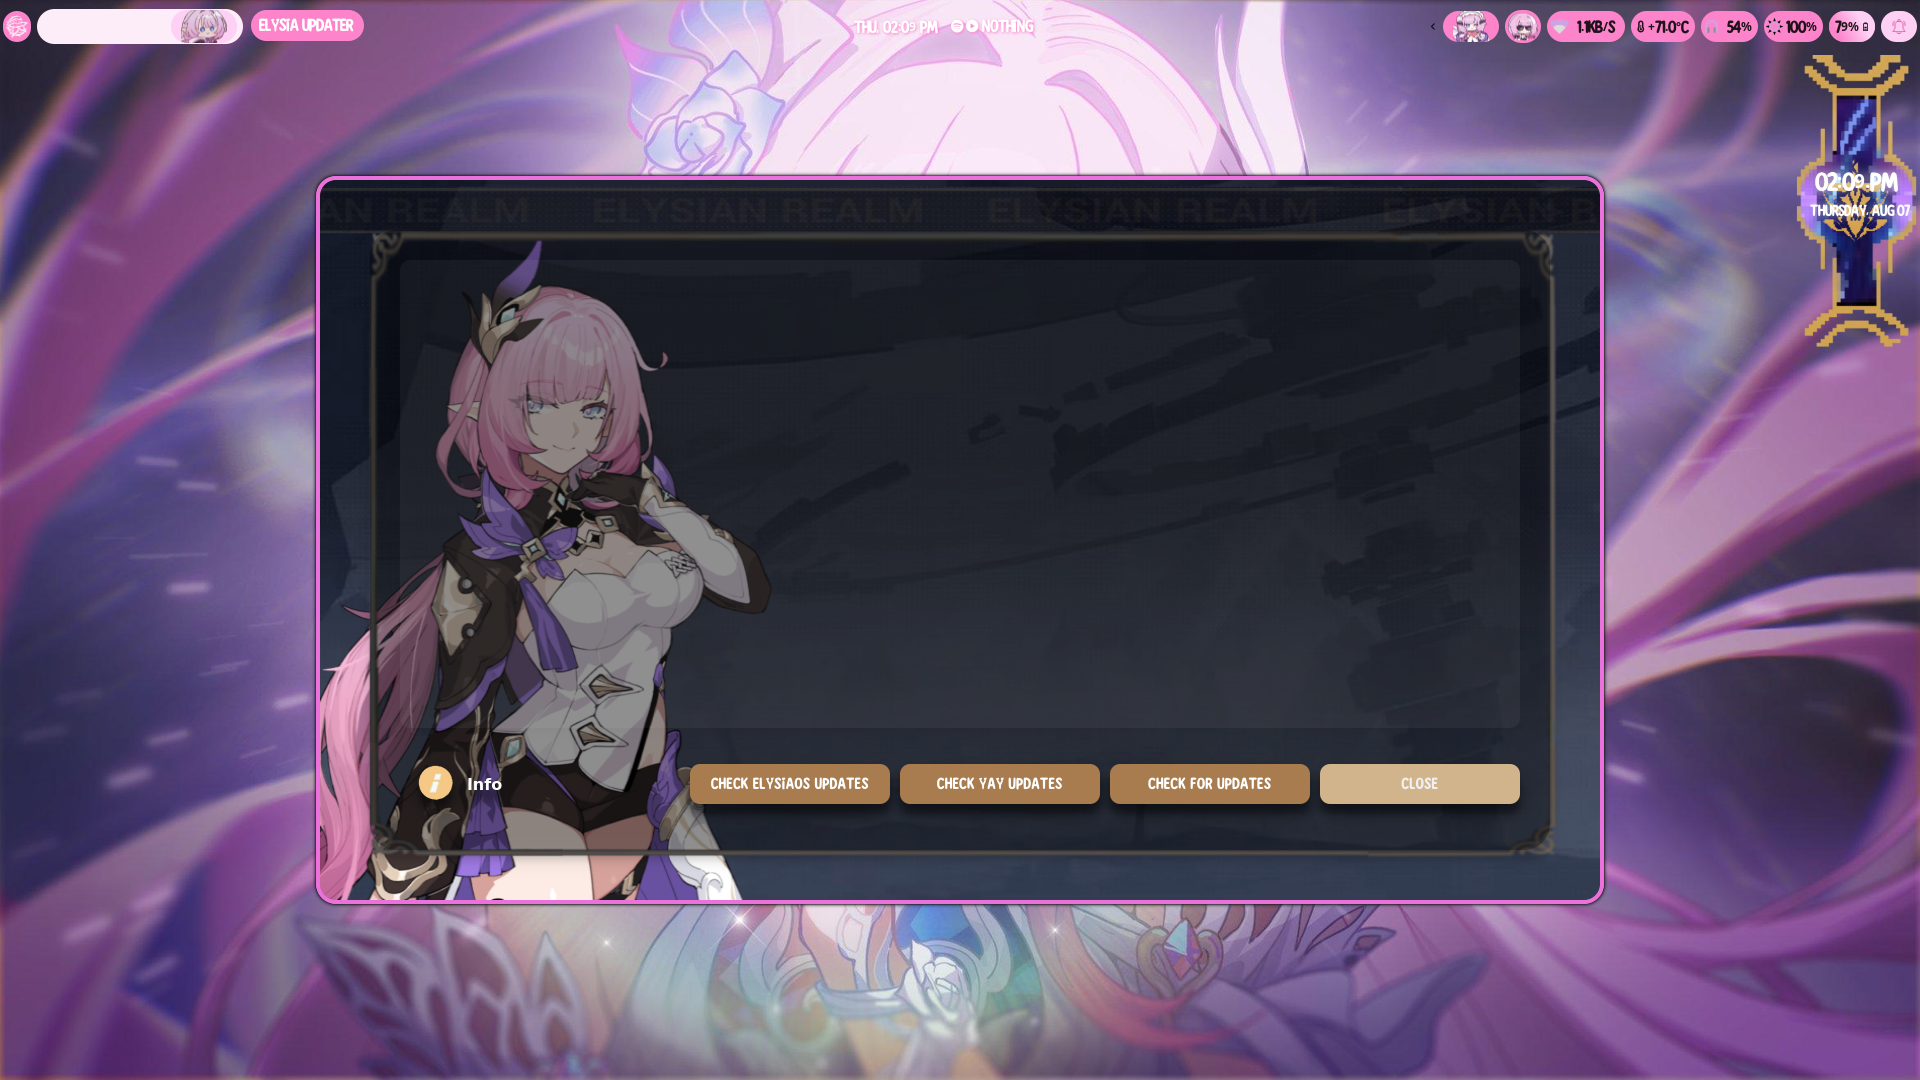 ELYSIA UPDATER
THU, 02:09 PM
NOTHING
1.1KB/S
+71.0°C
54%
100%
79%
02:09 PM
THURSDAY, AUG 07
AN REALM ELYSIAN REALM ELYSIAN REALM ELYSIAN R
Info
CHECK ELYSIAOS UPDATES
CHECK YAY UPDATES
CHECK FOR UPDATES
CLOSE